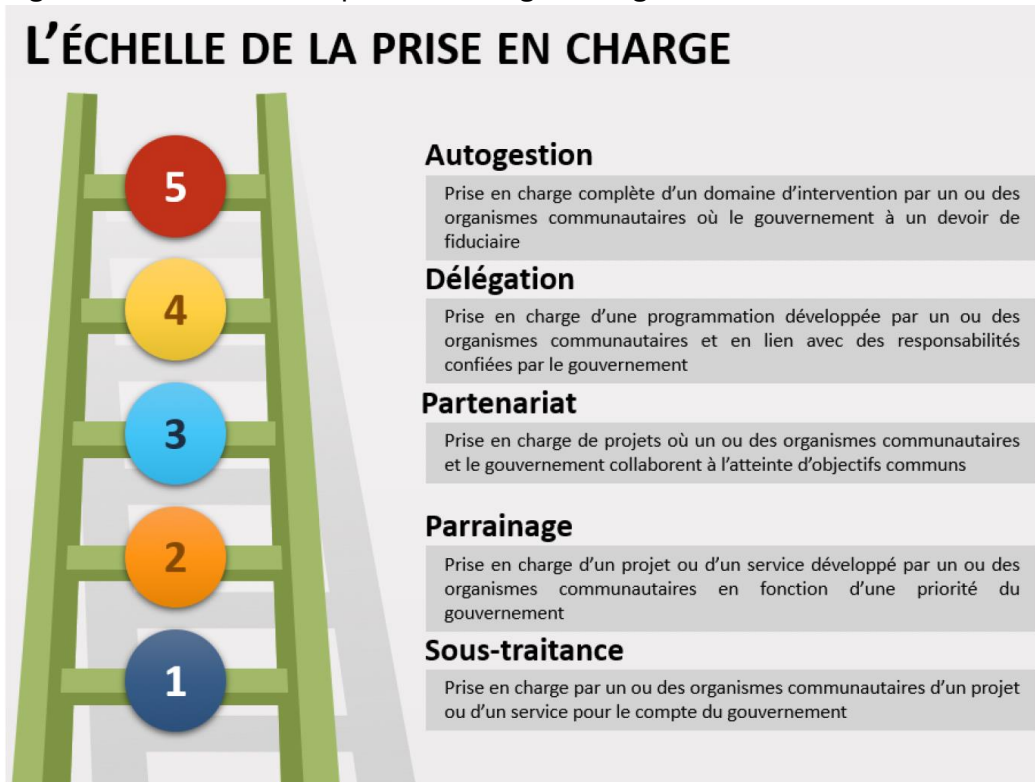 L'ÉCHELLE DE LA PRISE EN CHARGE
5
Autogestion
Prise en charge complète d'un domaine d'intervention par un ou des
organismes communautaires où le gouvernement à un devoir de
fiduciaire
4
Délégation
Prise en charge d'une programmation développée par un ou des
organismes communautaires et en lien avec des responsabilités
confiées par le gouvernement
3
Partenariat
Prise en charge de projets où un ou des organismes communautaires
et le gouvernement collaborent à l'atteinte d'objectifs communs
2
Parrainage
Prise en charge d'un projet ou d'un service développé par un ou des
organismes communautaires en fonction d'une priorité du
gouvernement
1
Sous-traitance
Prise en charge par un ou des organismes communautaires d'un projet
ou d'un service pour le compte du gouvernement